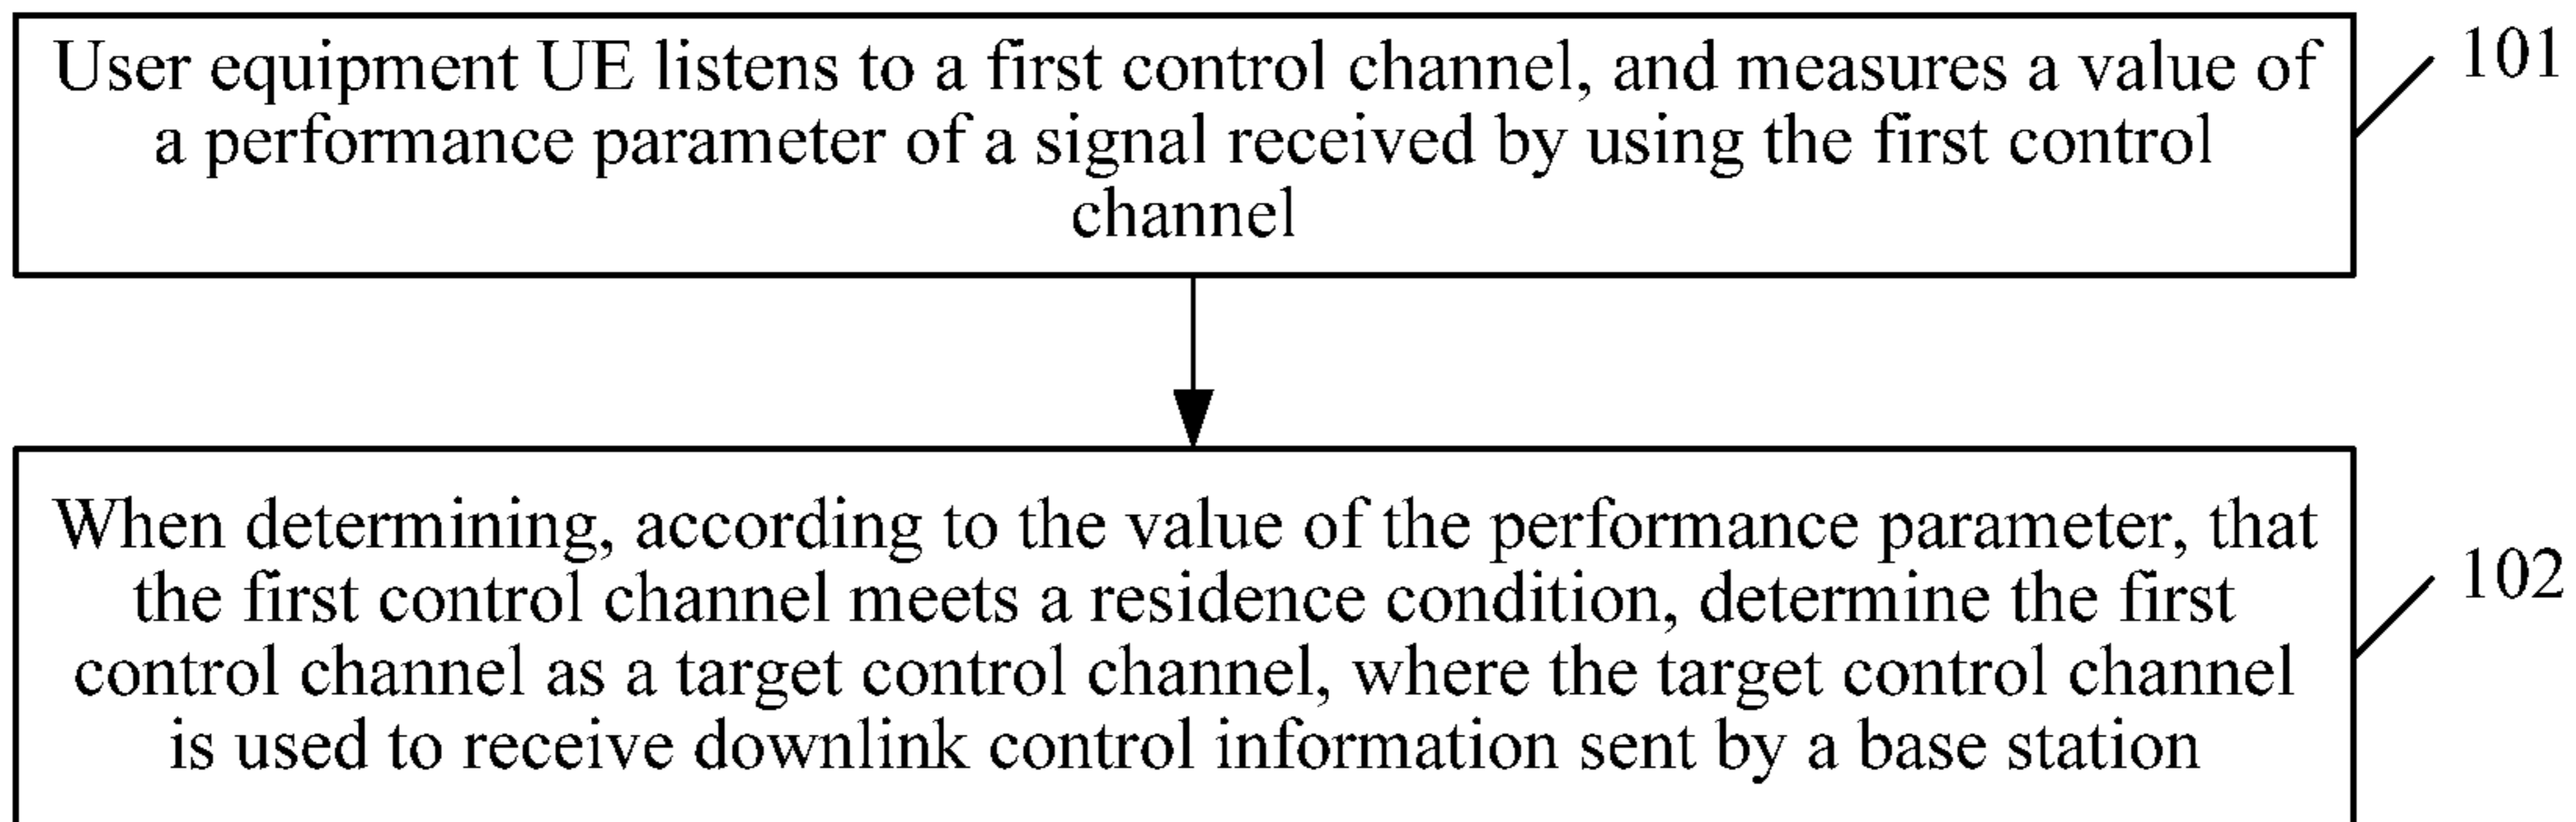 User equipment UE listens to a first control channel, and measures a value of
a performance parameter of a signal received by using the first control
channel
101
When determining, according to the value of the performance parameter, that
the first control channel meets a residence condition, determine the first
control channel as a target control channel, where the target control channel
is used to receive downlink control information sent by a base station
102